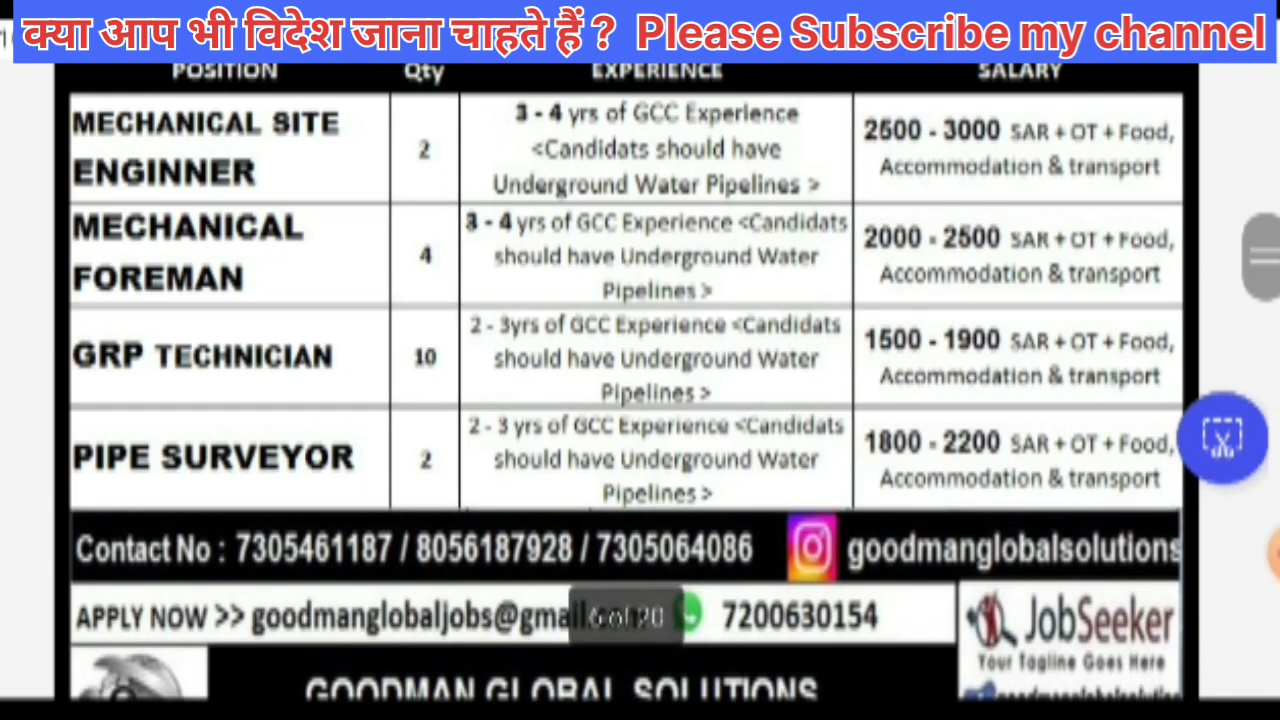 क्या आप भी विदेश जाना चाहते हैं ? Please Subscribe my channel
POSITION Qty EXPERIENCE SALARY
MECHANICAL SITE ENGINNER
2
3 - 4 yrs of GCC Experience
<Candidats should have
Underground Water Pipelines >
2500 - 3000 SAR + OT + Food,
Accommodation & transport
MECHANICAL
FOREMAN
4
3 - 4 yrs of GCC Experience <Candidats
should have Underground Water
Pipelines >
2000 - 2500 SAR + OT + Food,
Accommodation & transport
GRP TECHNICIAN
10
2 - 3yrs of GCC Experience <Candidats
should have Underground Water
Pipelines >
1500 - 1900 SAR + OT + Food,
Accommodation & transport
PIPE SURVEYOR
2
2 - 3 yrs of GCC Experience <Candidats
should have Underground Water
Pipelines >
1800 - 2200 SAR + OT + Food,
Accommodation & transport
Contact No : 7305461187 / 8056187928 / 7305064086 goodmanglobalsolutions
APPLY NOW >> goodmanglobaljobs@gmail.com 7200630154
JobSeeker
Your Tagline Goes Here
GOODMAN GLOBAL SOLUTIONS